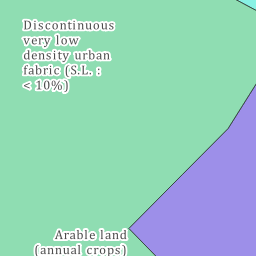 Discontinuous
very low
density urban
fabric (S.L. :
< 10%)
Arable land
(annual crops)